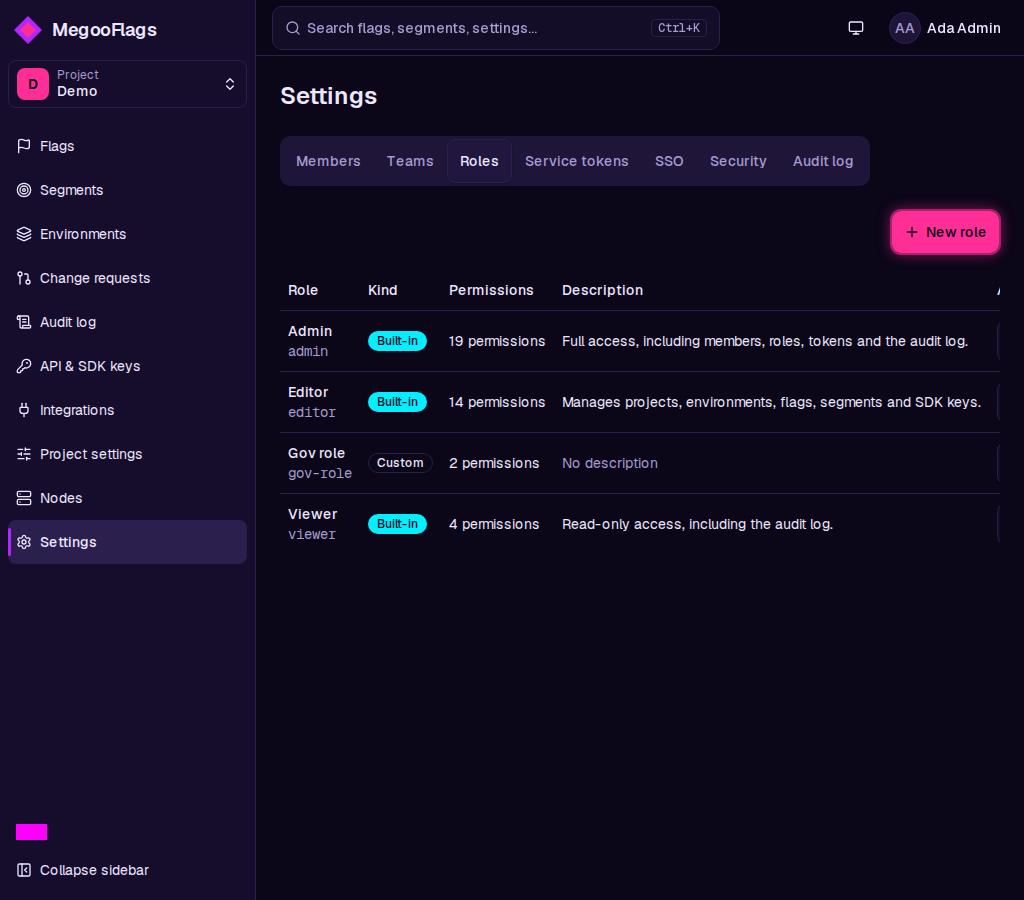 MegooFlags
Search flags, segments, settings...
Ctrl+K
AA
Ada Admin
D
Project
Demo
Flags
Segments
Environments
Change requests
Audit log
API & SDK keys
Integrations
Project settings
Nodes
Settings
Collapse sidebar
Settings
Members
Teams
Roles
Service tokens
SSO
Security
Audit log
New role
Role
Kind
Permissions
Description
Admin
admin
Built-in
19 permissions
Full access, including members, roles, tokens and the audit log.
Editor
editor
Built-in
14 permissions
Manages projects, environments, flags, segments and SDK keys.
Gov role
gov-role
Custom
2 permissions
No description
Viewer
viewer
Built-in
4 permissions
Read-only access, including the audit log.